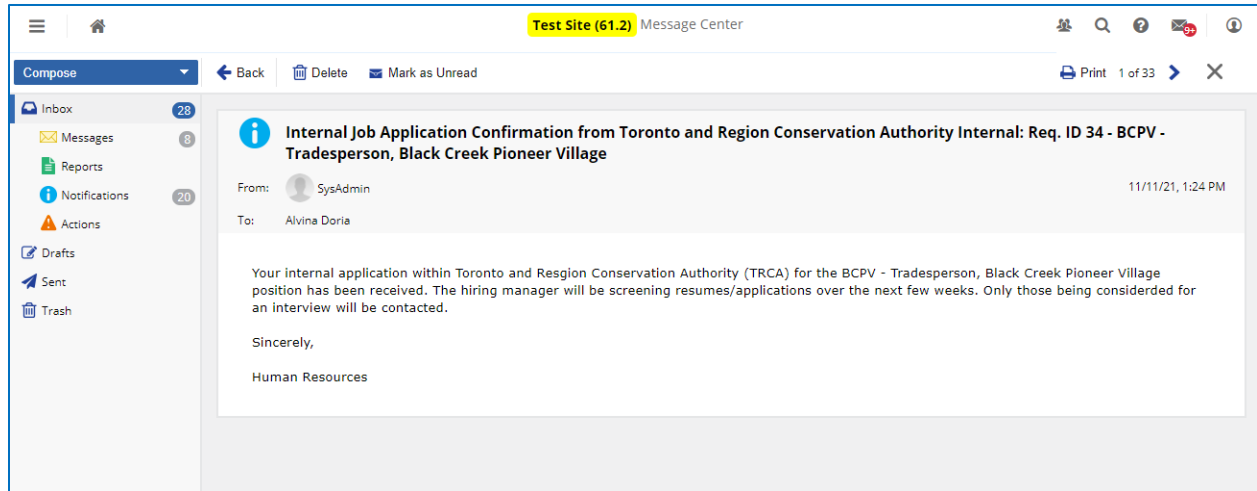 Test Site (61.2) Message Center
9+
Compose
Back Delete Mark as Unread Print 1 of 33
Inbox 28
Messages 8
Reports
Notifications 20
Actions
Drafts
Sent
Trash
Internal Job Application Confirmation from Toronto and Region Conservation Authority Internal: Req. ID 34 - BCPV -
Tradesperson, Black Creek Pioneer Village
From: SysAdmin 11/11/21, 1:24 PM
To: Alvina Doria
Your internal application within Toronto and Resgion Conservation Authority (TRCA) for the BCPV - Tradesperson, Black Creek Pioneer Village
position has been received. The hiring manager will be screening resumes/applications over the next few weeks. Only those being considerded for
an interview will be contacted.
Sincerely,
Human Resources